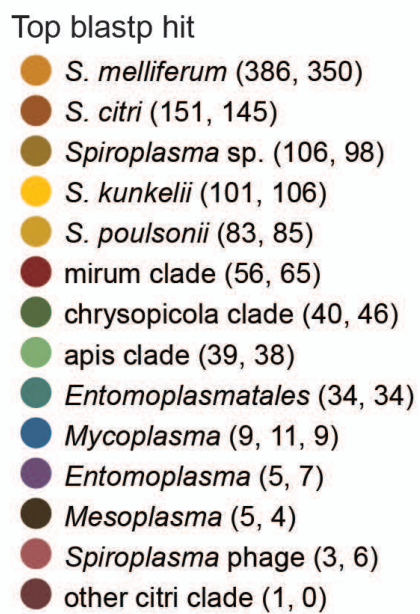 Top blastp hit
S. melliferum (386, 350)
S. citri (151, 145)
Spiroplasma sp. (106, 98)
S. kunkelii (101, 106)
S. poulsonii (83, 85)
mirum clade (56, 65)
chrysopicola clade (40, 46)
apis clade (39, 38)
Entomoplasmatales (34, 34)
Mycoplasma (9, 11, 9)
Entomoplasma (5, 7)
Mesoplasma (5, 4)
Spiroplasma phage (3, 6)
other citri clade (1, 0)